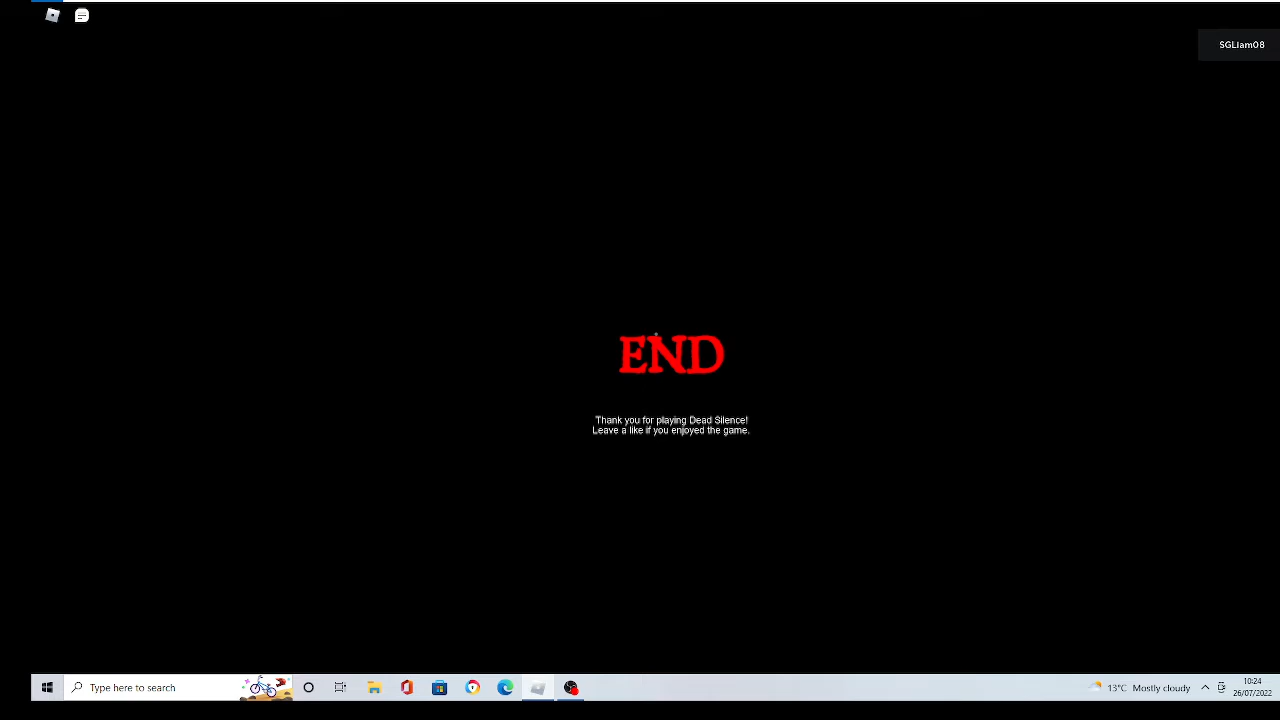 SGLIam08
END
Thank you for playing Dead Silence!
Leave a like if you enjoyed the game.
Type here to search
13°C Mostly cloudy
10:24
26/07/2022